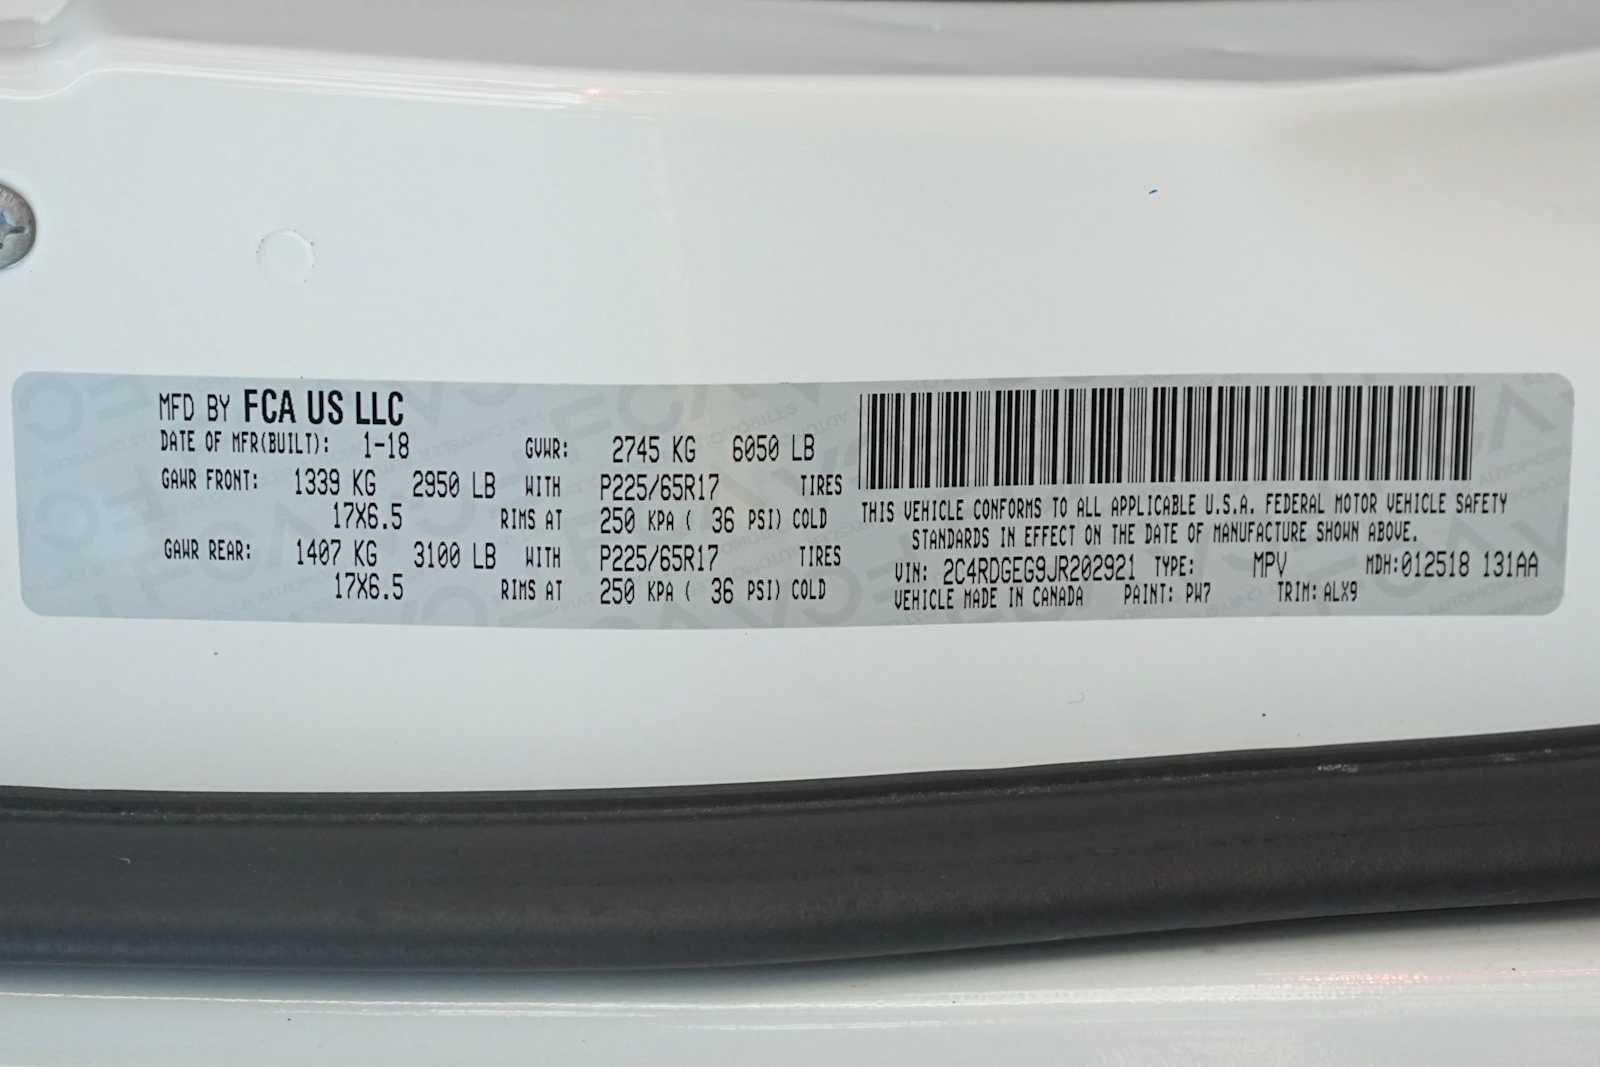 MFD BY FCA US LLC
DATE OF MFR(BUILT): 1-18 GVWR: 2745 KG 6050 LB
GAWR FRONT: 1339 KG 2950 LB WITH P225/65R17 TIRES
17X6.5 RIMS AT 250 KPA ( 36 PSI) COLD
GAWR REAR: 1407 KG 3100 LB WITH P225/65R17 TIRES
17X6.5 RIMS AT 250 KPA ( 36 PSI) COLD
THIS VEHICLE CONFORMS TO ALL APPLICABLE U.S.A. FEDERAL MOTOR VEHICLE SAFETY
STANDARDS IN EFFECT ON THE DATE OF MANUFACTURE SHOWN ABOVE.
VIN: 2C4RDGEG9JR202921 TYPE: MPV MDH:012518 131AA
VEHICLE MADE IN CANADA PAINT: PW7 TRIM: ALX9